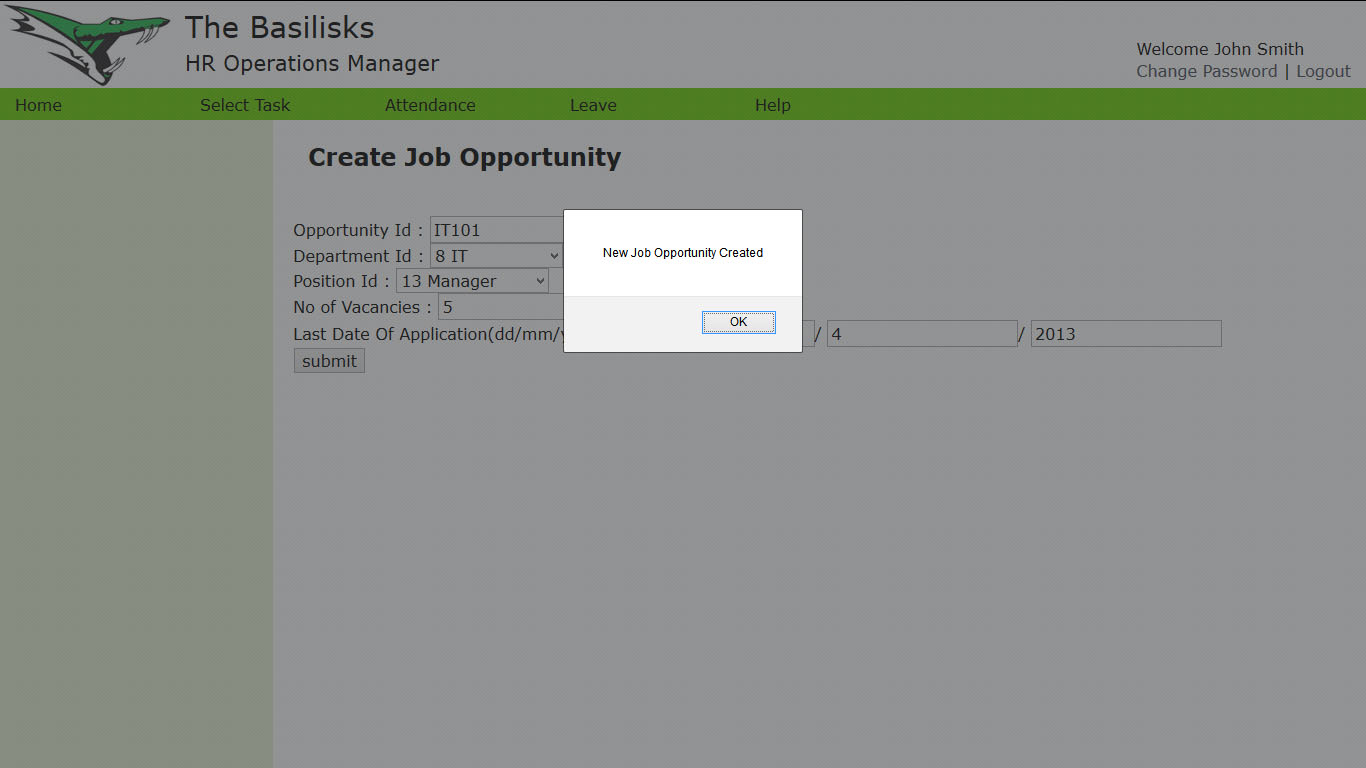 The Basilisks
HR Operations Manager
Welcome John Smith
Change Password | Logout
Home Select Task Attendance Leave Help
Create Job Opportunity
Opportunity Id : IT101
Department Id : 8 IT
Position Id : 13 Manager
No of Vacancies : 5
Last Date Of Application(dd/mm/ / 4 / 2013
submit
New Job Opportunity Created
OK